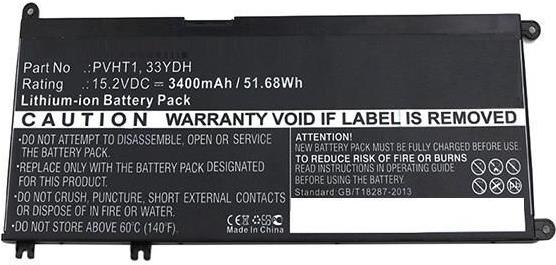 Part No :PVHT1, 33YDH
Rating :15.2VDC ⎓ 3400mAh / 51.68Wh
Lithium-ion Battery Pack
CAUTION WARRANTY VOID IF LABEL IS REMOVED
•DO NOT ATTEMPT TO DISASSEMBLE, OPEN OR SERVICE
THE BATTERY PACK.
•REPLACE ONLY WITH THE BATTERY PACK DESIGNATED
FOR THIS PRODUCT.
•DO NOT CRUSH, PUNCTURE, SHORT EXTERNAL CONTACTS
OR DISPOSE OF IN FIRE OR WATER.
•DO NOT STORE ABOVE 60℃ (140℉).
ATTENTION!
NEW BATTERY PACK MUST BE FULLY CHARGED BEFORE USE.
TO REDUCE RISK OF FIRE OR BURNS
READ INSTRUCTIONS IN OPERATING GUIDE
BEFORE USING BATTERY PACK.
Standard:GB/T18287-2013
CE FC
Made in China